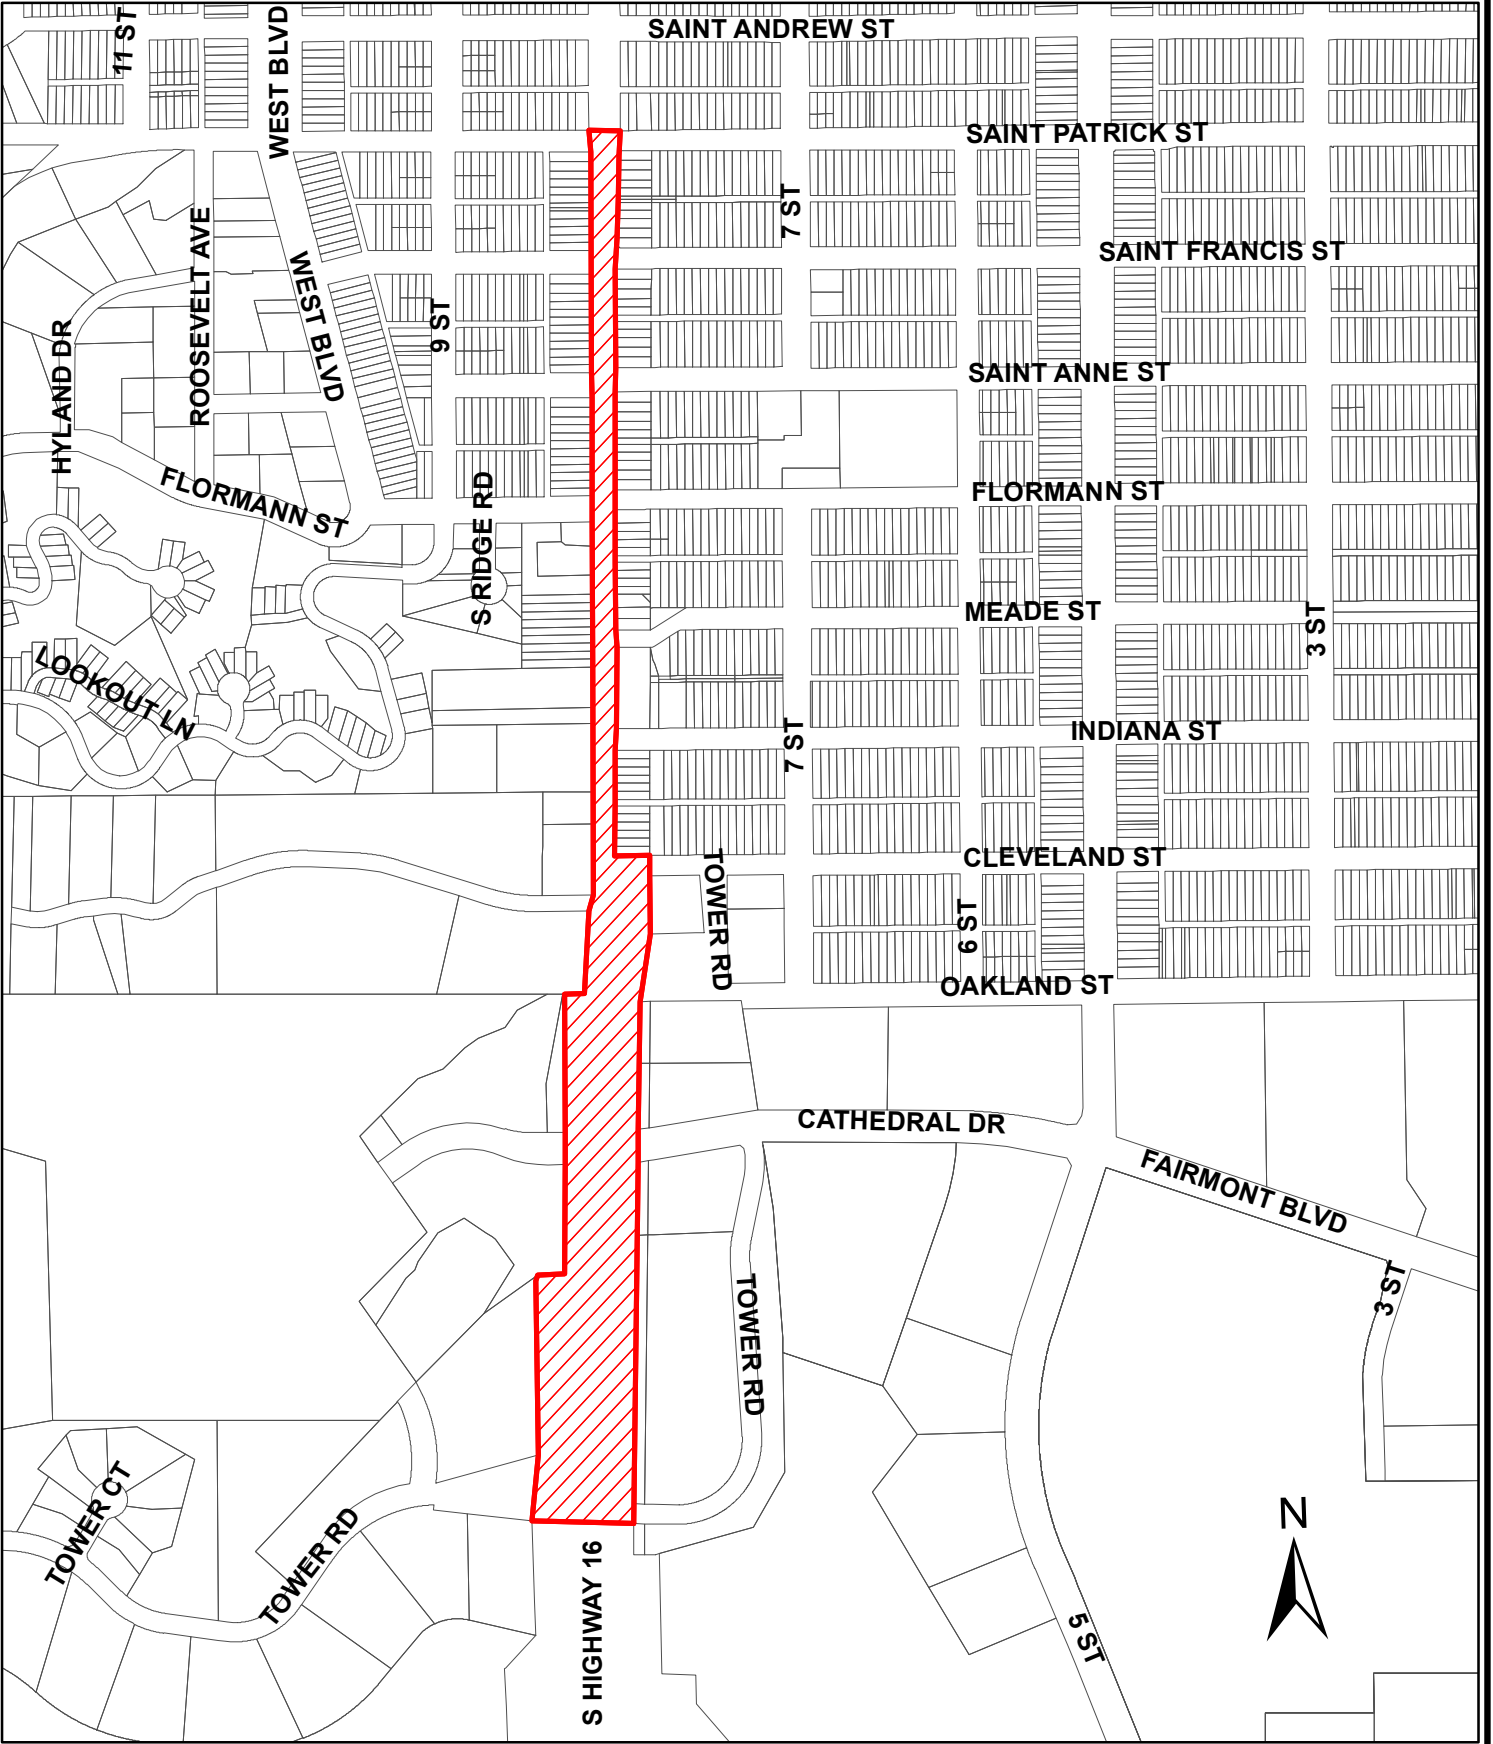 11 ST
WEST BLVD
SAINT ANDREW ST
SAINT PATRICK ST
7 ST
ROOSEVELT AVE
SAINT FRANCIS ST
WEST BLVD
9 ST
HYLAND DR
SAINT ANNE ST
FLORMANN ST
FLORMANN ST
S RIDGE RD
MEADE ST
3 ST
LOOKOUT LN
INDIANA ST
7 ST
CLEVELAND ST
TOWER RD
6 ST
OAKLAND ST
CATHEDRAL DR
FAIRMONT BLVD
3 ST
TOWER RD
TOWER CT
TOWER RD
N
S HIGHWAY 16
5 ST